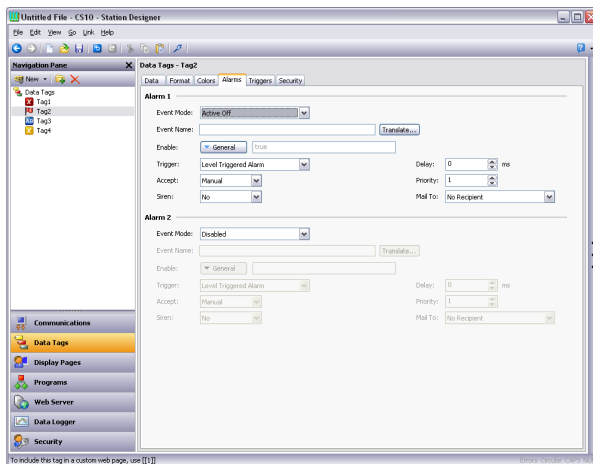 Untitled File - CS10 - Station Designer
File Edit View Go Link Help
Navigation Pane
New
Data Tags
Tag1
Tag2
Tag3
Tag4
Communications
Data Tags
Display Pages
Programs
Web Server
Data Logger
Security
Data Tags - Tag2
Data Format Colors Alarms Triggers Security
Alarm 1
Event Mode: Active Off
Event Name: Translate...
Enable: General true
Trigger: Level Triggered Alarm Delay: 0 ms
Accept: Manual Priority: 1
Siren: No Mail To: No Recipient
Alarm 2
Event Mode: Disabled
Event Name: Translate...
Enable: General
Trigger: Level Triggered Alarm Delay: 0 ms
Accept: Manual Priority: 1
Siren: No Mail To: No Recipient
To include this tag in a custom web page, use [[1]]
Errors Circular CAPS